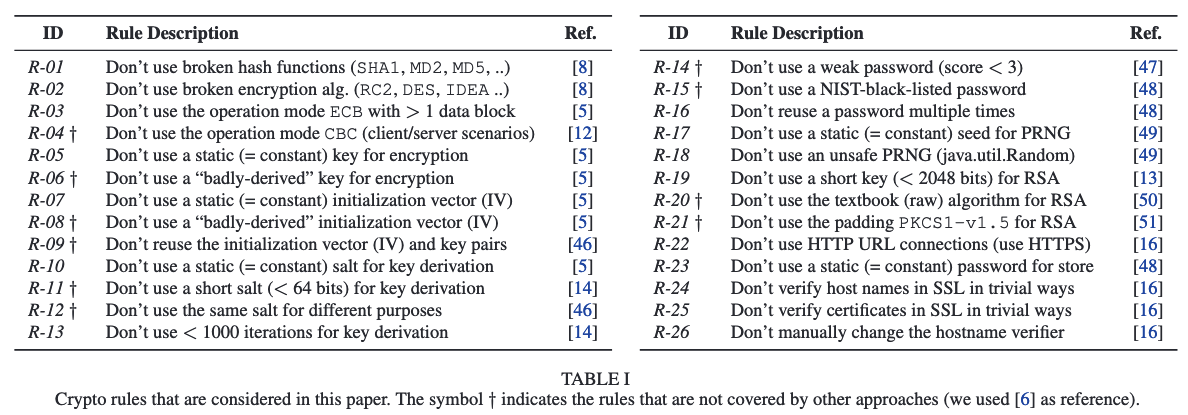 ID Rule Description Ref.
R-01 Don't use broken hash functions (SHA1, MD2, MD5, ..) [8]
R-02 Don't use broken encryption alg. (RC2, DES, IDEA ..) [8]
R-03 Don't use the operation mode ECB with > 1 data block [5]
R-04 † Don't use the operation mode CBC (client/server scenarios) [12]
R-05 Don't use a static (= constant) key for encryption [5]
R-06 † Don't use a “badly-derived” key for encryption [5]
R-07 Don't use a static (= constant) initialization vector (IV) [5]
R-08 † Don't use a “badly-derived” initialization vector (IV) [5]
R-09 † Don't reuse the initialization vector (IV) and key pairs [46]
R-10 Don't use a static (= constant) salt for key derivation [5]
R-11 † Don't use a short salt (< 64 bits) for key derivation [14]
R-12 † Don't use the same salt for different purposes [46]
R-13 Don't use < 1000 iterations for key derivation [14]
ID Rule Description Ref.
R-14 † Don't use a weak password (score < 3) [47]
R-15 † Don't use a NIST-black-listed password [48]
R-16 Don't reuse a password multiple times [48]
R-17 Don't use a static (= constant) seed for PRNG [49]
R-18 Don't use an unsafe PRNG (java.util.Random) [49]
R-19 Don't use a short key (< 2048 bits) for RSA [13]
R-20 † Don't use the textbook (raw) algorithm for RSA [50]
R-21 † Don't use the padding PKCS1-v1.5 for RSA [51]
R-22 Don't use HTTP URL connections (use HTTPS) [16]
R-23 Don't use a static (= constant) password for store [48]
R-24 Don't verify host names in SSL in trivial ways [16]
R-25 Don't verify certificates in SSL in trivial ways [16]
R-26 Don't manually change the hostname verifier [16]
TABLE I
Crypto rules that are considered in this paper. The symbol † indicates the rules that are not covered by other approaches (we used [6] as reference).